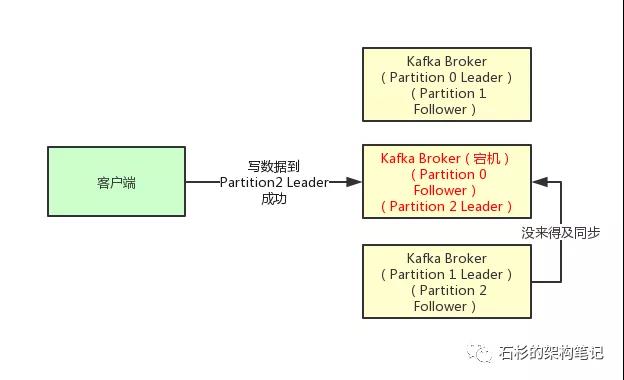 Kafka Broker
（Partition 0 Leader）
（Partition 1
Follower）
客户端
写数据到
Partition2 Leader
成功
Kafka Broker（宕机）
（Partition 0
Follower）
（Partition 2 Leader）
没来得及同步
Kafka Broker
（Partition 1 Leader）
（Partition 2
Follower）
石杉的架构笔记